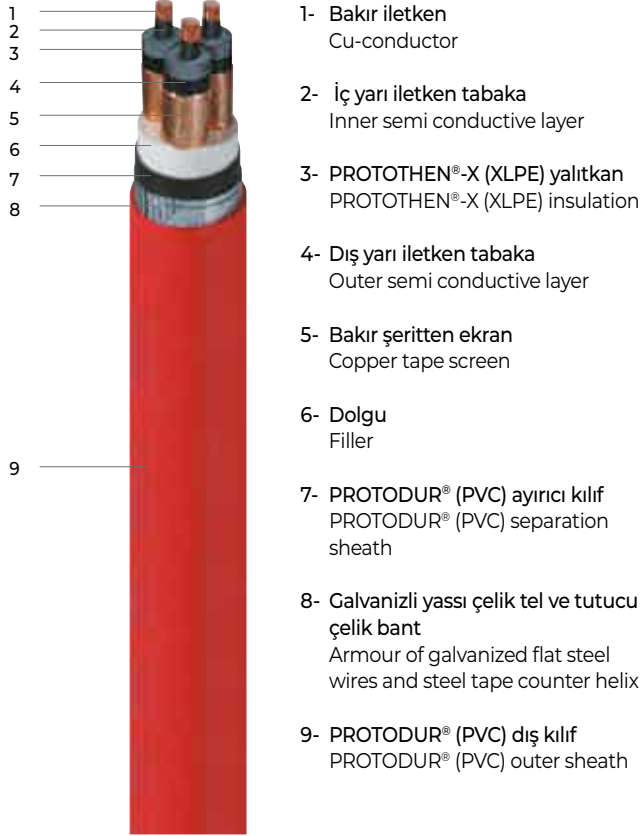 1
2
3
4
5
6
7
8
9
1- Bakır iletken
Cu-conductor
2- İç yarı iletken tabaka
Inner semi conductive layer
3- PROTOTHEN®-X (XLPE) yalıtkan
PROTOTHEN®-X (XLPE) insulation
4- Dış yarı iletken tabaka
Outer semi conductive layer
5- Bakır şeritten ekran
Copper tape screen
6- Dolgu
Filler
7- PROTODUR® (PVC) ayırıcı kılıf
PROTODUR® (PVC) separation
sheath
8- Galvanizli yassı çelik tel ve tutucu
çelik bant
Armour of galvanized flat steel
wires and steel tape counter helix
9- PROTODUR® (PVC) dış kılıf
PROTODUR® (PVC) outer sheath